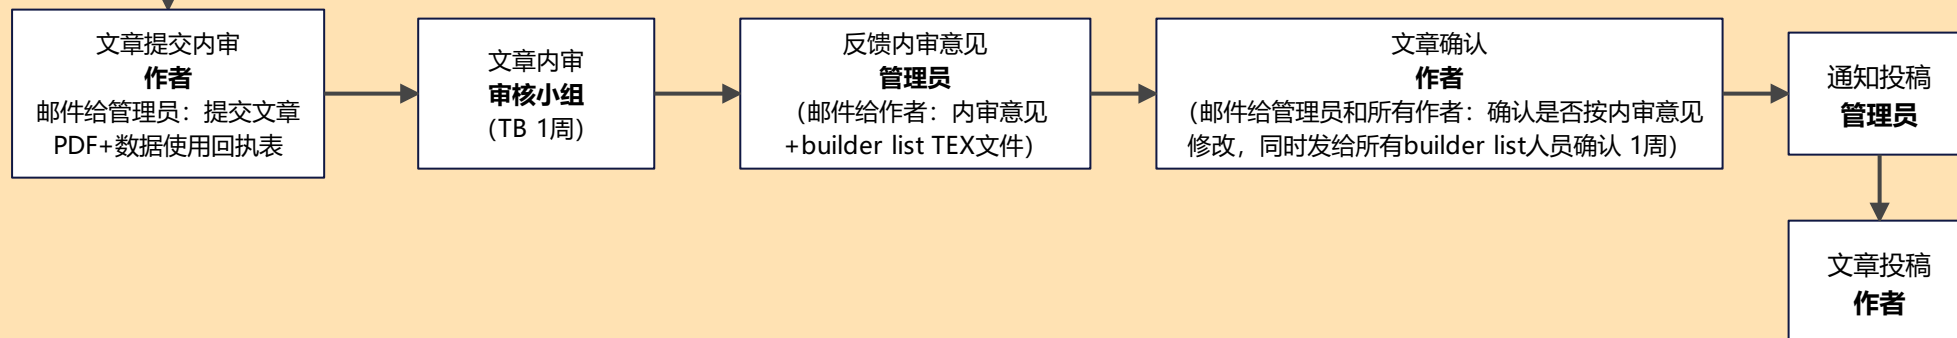 文章提交内审
作者
邮件给管理员：提交文章
PDF+数据使用回执表
文章内审
审核小组
(TB 1周)
反馈内审意见
管理员
（邮件给作者：内审意见
+builder list TEX文件）
文章确认
作者
（邮件给管理员和所有作者：确认是否按内审意见
修改，同时发给所有builder list人员确认 1周）
通知投稿
管理员
文章投稿
作者